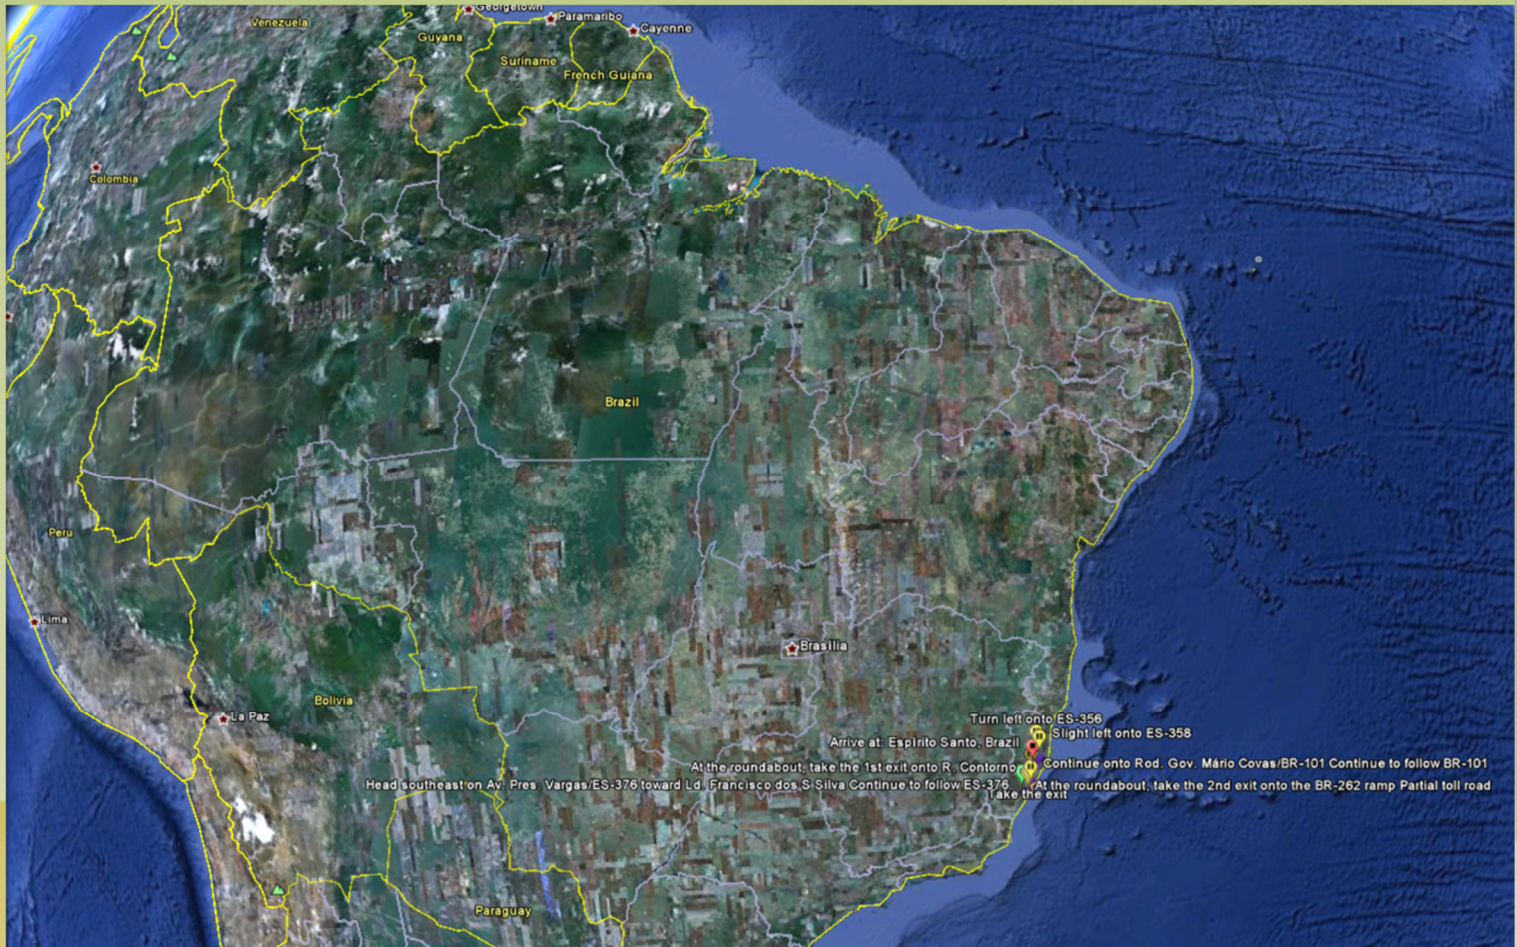 Georgetown
Paramaribo
Venezuela
Cayenne
Guyana
Suriname
French Guiana
Colombia
Brazil
Peru
Lima
Brasília
Bolivia
La Paz
Turn left onto ES-356
Slight left onto ES-358
Arrive at: Espírito Santo, Brazil
Continue onto Rod. Gov. Mário Covas/BR-101 Continue to follow BR-101
At the roundabout, take the 1st exit onto R. Contorno
Head southeast on Av. Pres. Vargas/ES-376 toward Ld. Francisco dos S Silva Continue to follow ES-376
At the roundabout, take the 2nd exit onto the BR-262 ramp Partial toll road
Take the exit
Paraguay